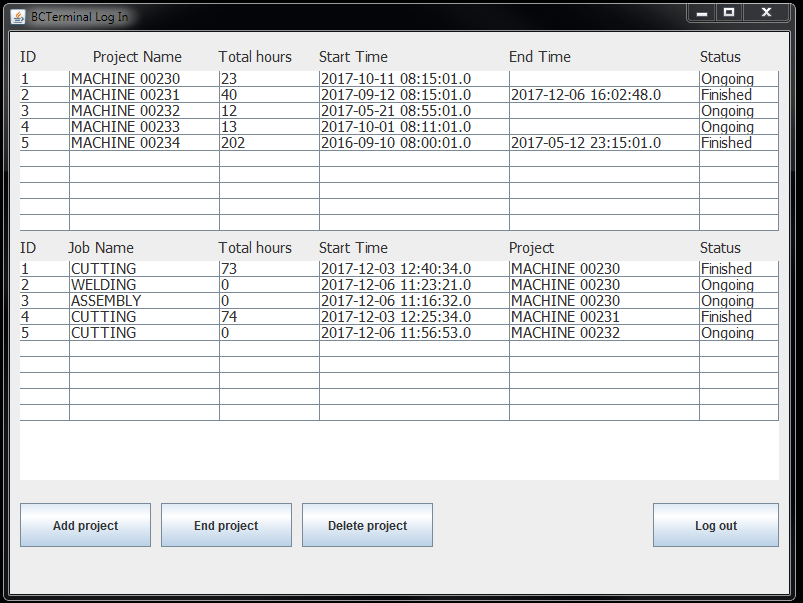 BCTerminal Log In
ID Project Name Total hours Start Time End Time Status
1 MACHINE 00230 23 2017-10-11 08:15:01.0 Ongoing
2 MACHINE 00231 40 2017-09-12 08:15:01.0 2017-12-06 16:02:48.0 Finished
3 MACHINE 00232 12 2017-05-21 08:55:01.0 Ongoing
4 MACHINE 00233 13 2017-10-01 08:11:01.0 Ongoing
5 MACHINE 00234 202 2016-09-10 08:00:01.0 2017-05-12 23:15:01.0 Finished
ID Job Name Total hours Start Time Project Status
1 CUTTING 73 2017-12-03 12:40:34.0 MACHINE 00230 Finished
2 WELDING 0 2017-12-06 11:23:21.0 MACHINE 00230 Ongoing
3 ASSEMBLY 0 2017-12-06 11:16:32.0 MACHINE 00230 Ongoing
4 CUTTING 74 2017-12-03 12:25:34.0 MACHINE 00231 Finished
5 CUTTING 0 2017-12-06 11:56:53.0 MACHINE 00232 Ongoing
Add project End project Delete project Log out